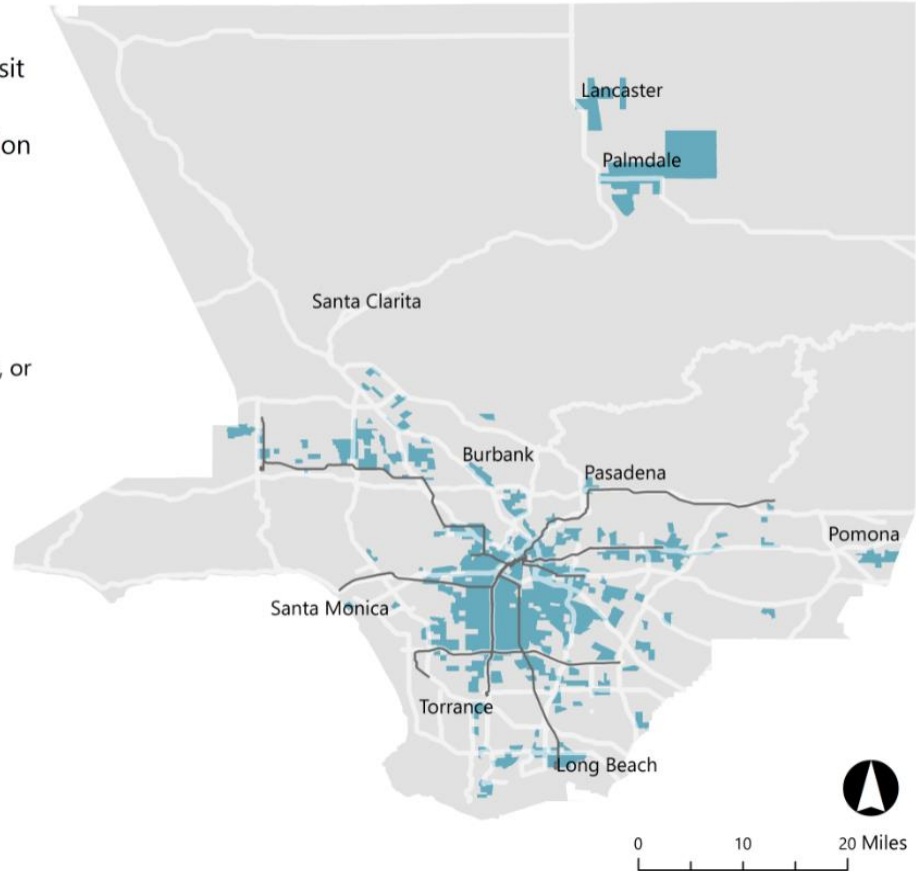 sit
on
, or
Lancaster
Palmdale
Santa Clarita
Burbank
Pasadena
Pomona
Santa Monica
Torrance
Long Beach
0 10 20 Miles